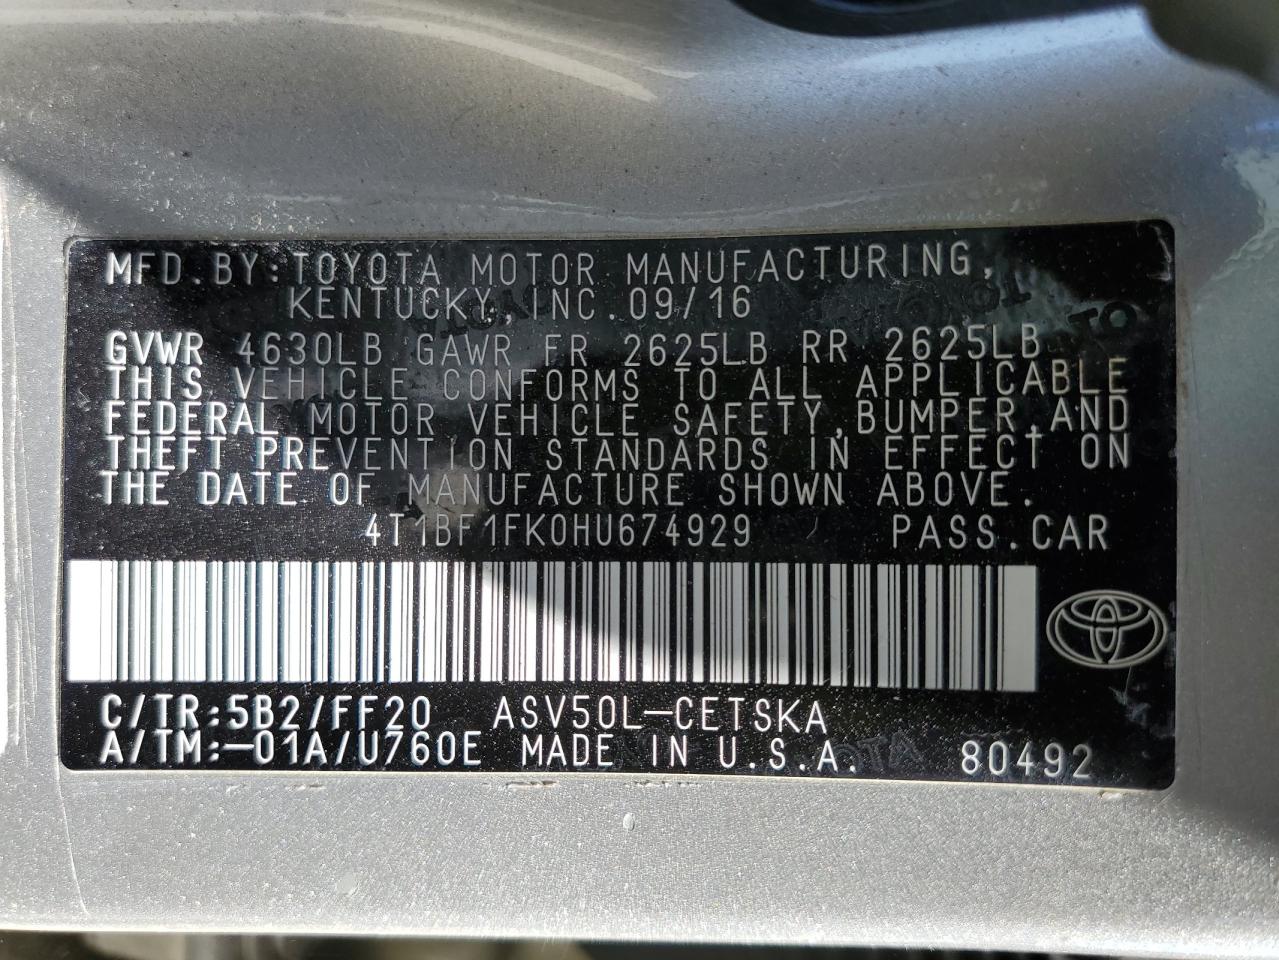 MFD.BY:TOYOTA MOTOR MANUFACTURING,
KENTUCKY,INC.09/16
GVWR 4630LB GAWR FR 2625LB RR 2625LB
THIS VEHICLE CONFORMS TO ALL APPLICABLE
FEDERAL MOTOR VEHICLE SAFETY,BUMPER,AND
THEFT PREVENTION STANDARDS IN EFFECT ON
THE DATE OF MANUFACTURE SHOWN ABOVE.
4T1BF1FK0HU674929 PASS.CAR
C/TR:5B2/FF20 ASV50L-CETSKA
A/TM:-01A/U760E MADE IN U.S.A. 80492